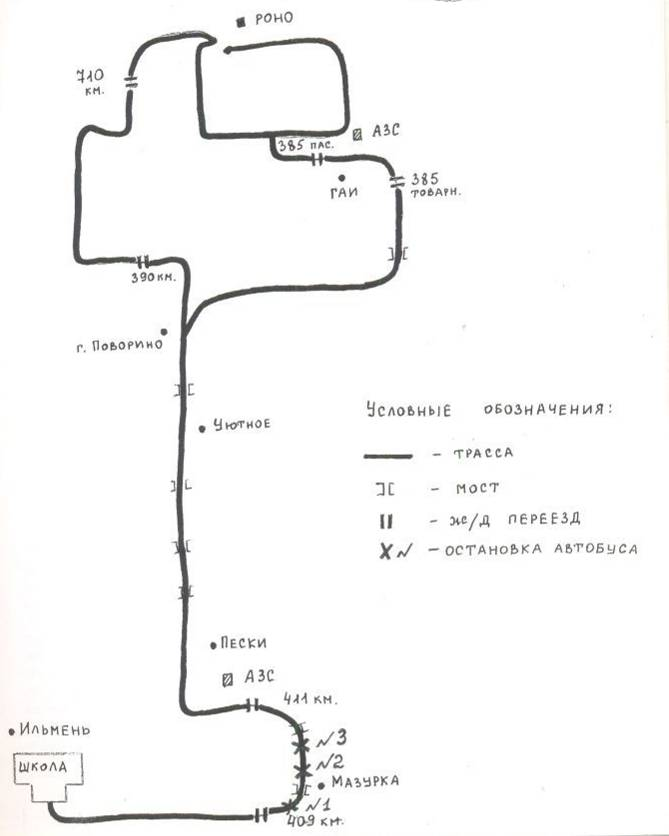 РОНО
710
КМ.
АЗС
385 ПАС.
ГАИ
385
ТОВАРН.
390КМ.
г. ПОВОРИНО
УЮТНОЕ
УСЛОВНЫЕ ОБОЗНАЧЕНИЯ:
– ТРАССА
– МОСТ
– Ж/Д ПЕРЕЕЗД
N – ОСТАНОВКА АВТОБУСА
ПЕСКИ
АЗС
411 КМ.
ИЛЬМЕНЬ
N3
ШКОЛА
N2
МАЗУРКА
N1
409 КМ.